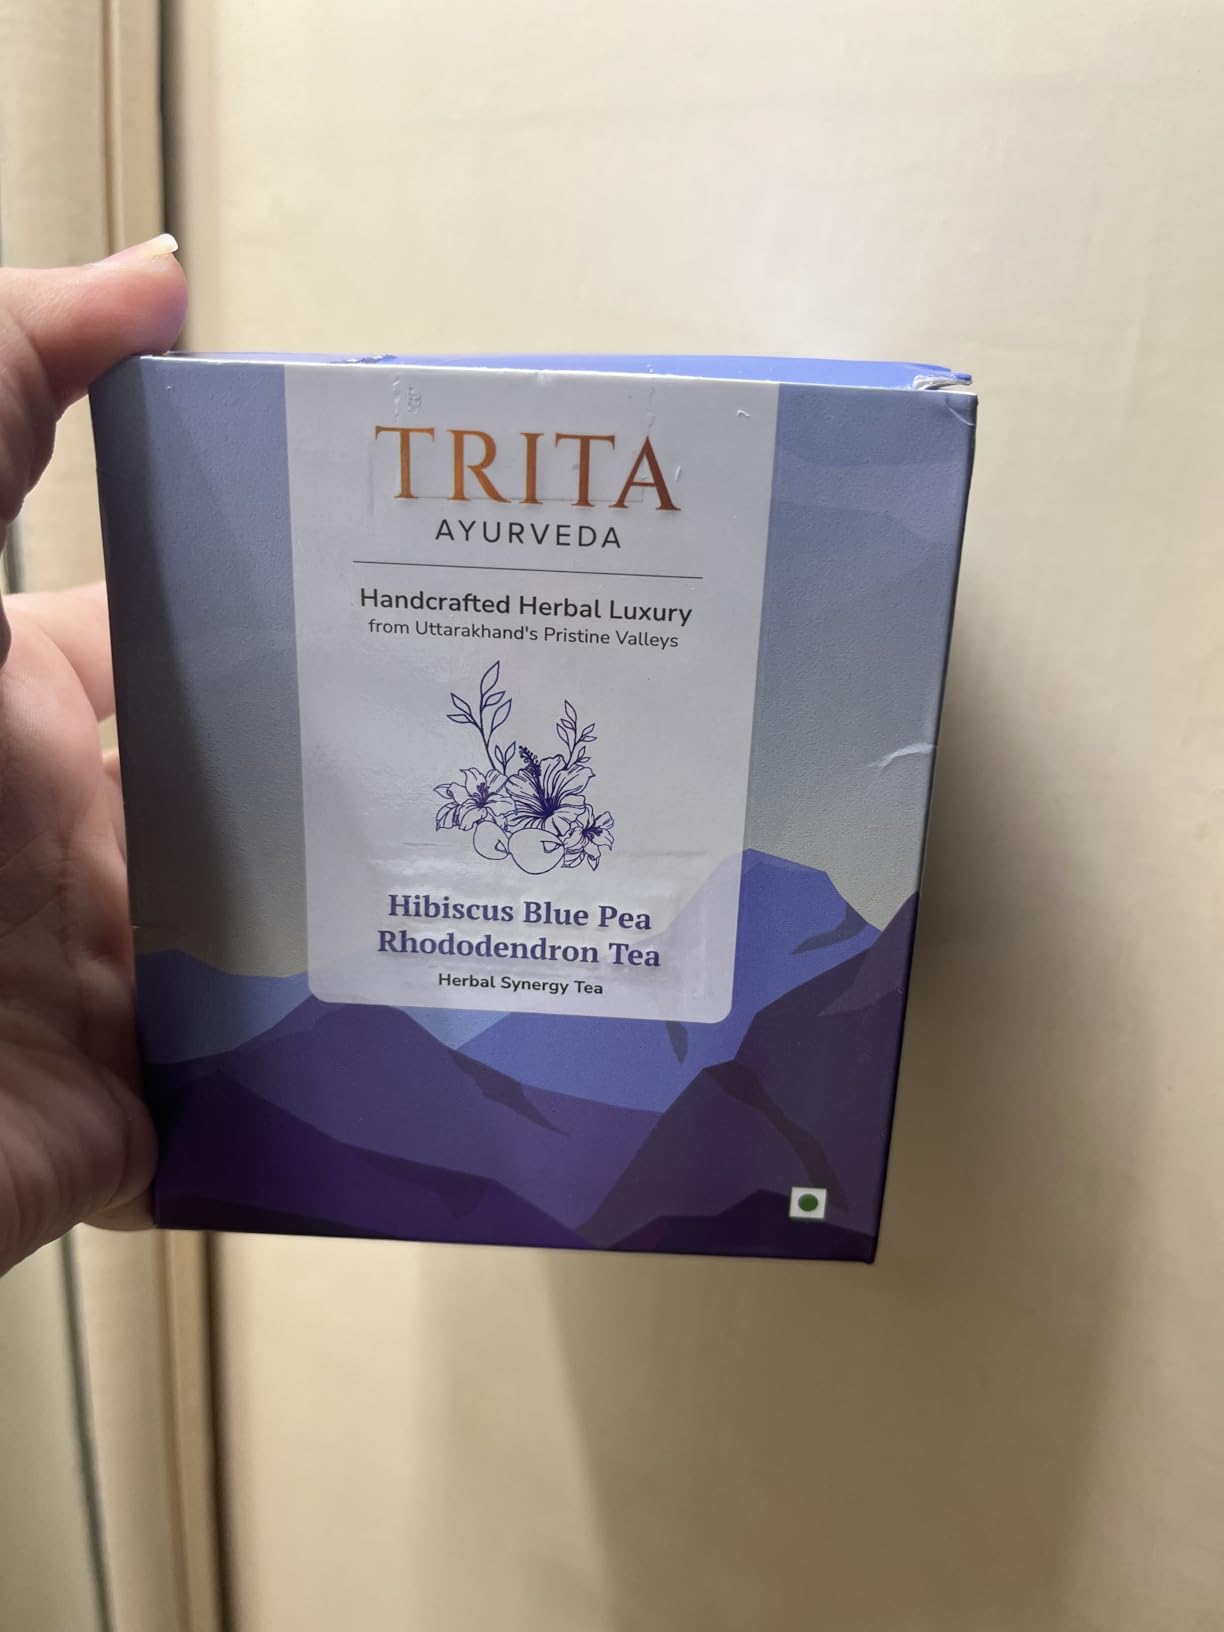 TRITA
AYURVEDA
Handcrafted Herbal Luxury
from Uttarakhand's Pristine Valleys
Hibiscus Blue Pea
Rhododendron Tea
Herbal Synergy Tea